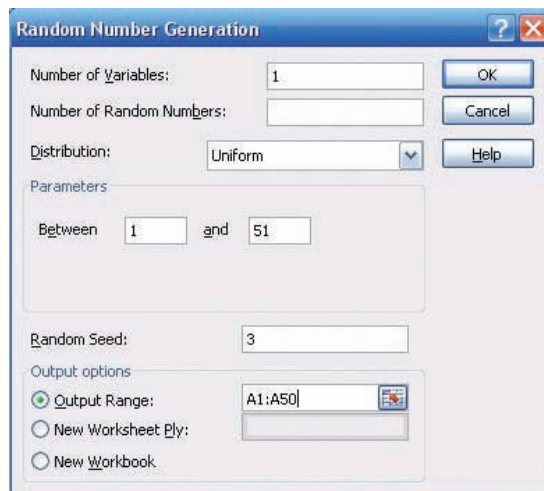 Random Number Generation
Number of Variables: 1 OK
Number of Random Numbers: Cancel
Distribution: Uniform Help
Parameters
Between 1 and 51
Random Seed: 3
Output options
Output Range: A1:A50
New Worksheet Ply:
New Workbook